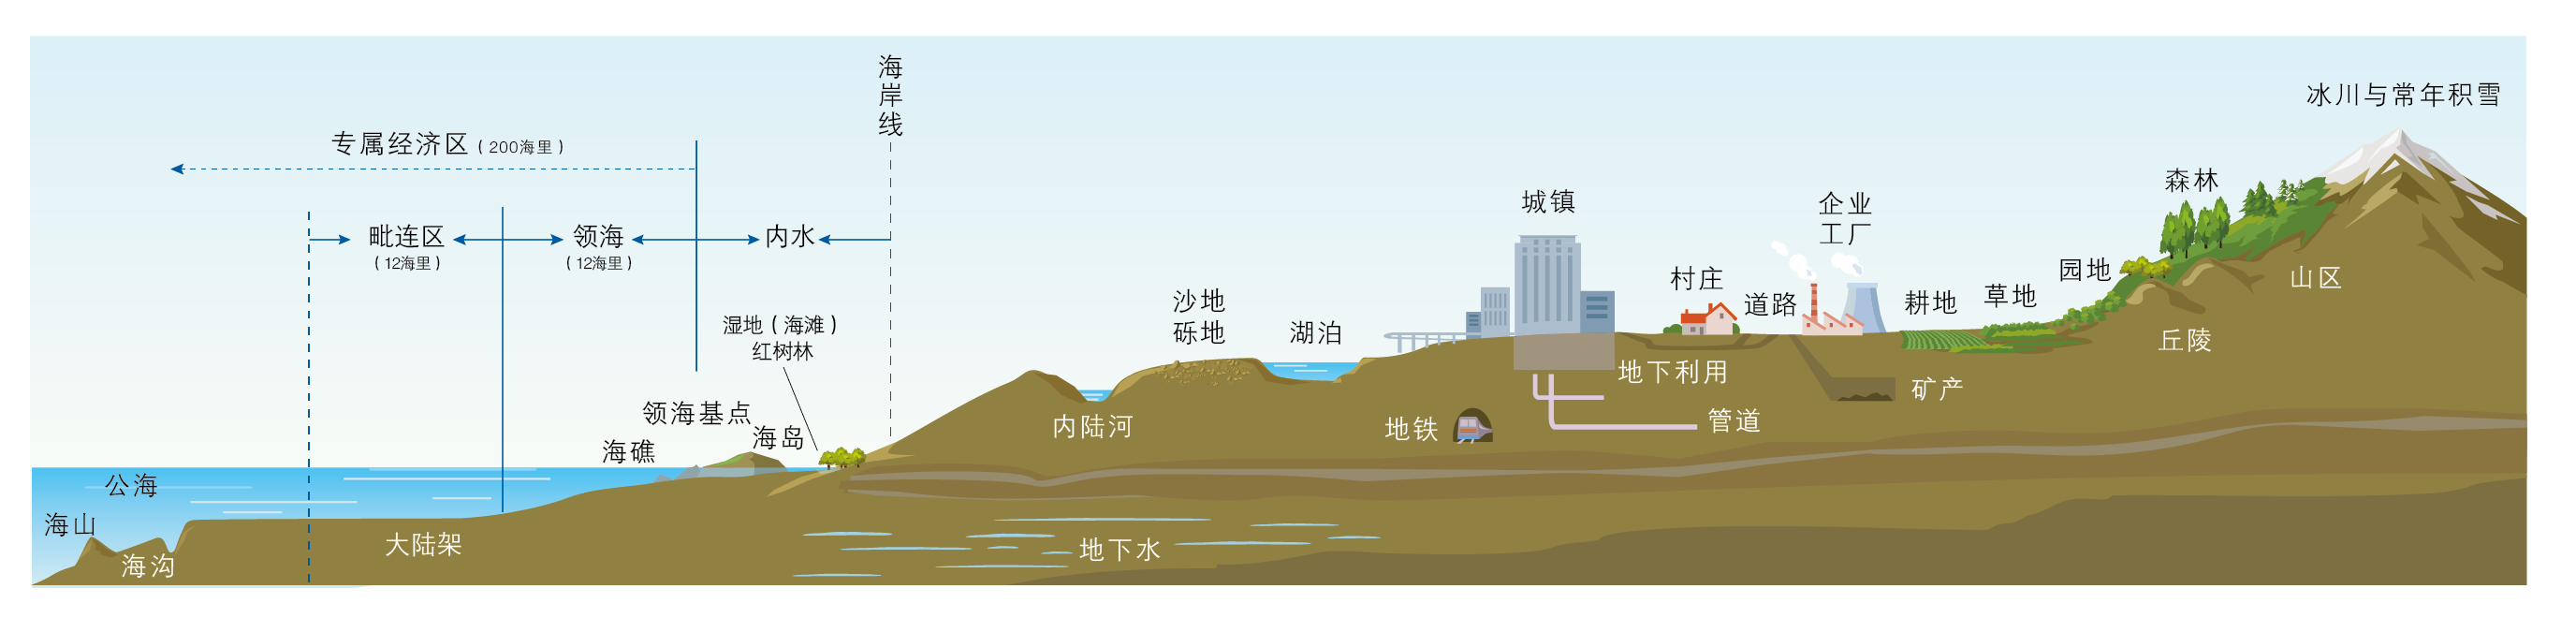 海岸线
冰川与常年积雪
专属经济区（200海里）
森林
城镇
企业
工厂
毗连区
（12海里）
领海
（12海里）
内水
园地
山区
村庄
道路
耕地
草地
沙地
砾地
湖泊
湿地（海滩）
红树林
丘陵
地下利用
矿产
领海基点
海岛
海礁
内陆河
地铁
管道
公海
海山
海沟
大陆架
地下水